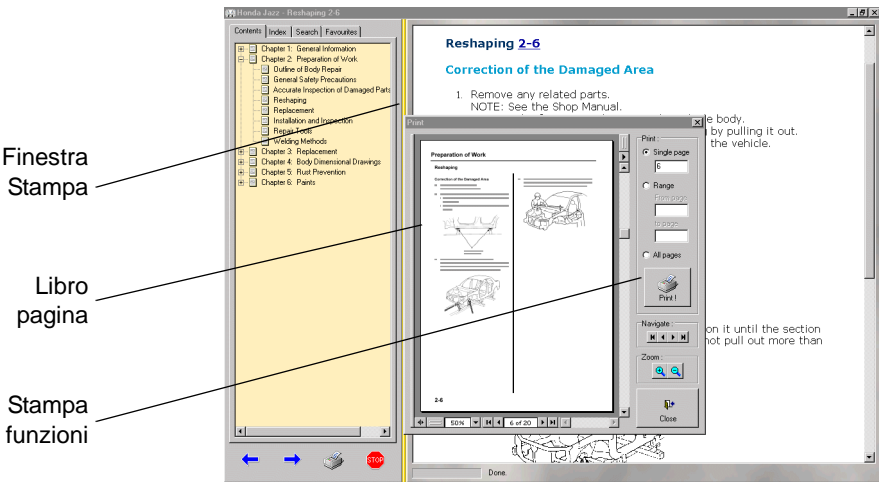 Honda Jazz - Reshaping 2-6
Contents Index Search Favourites
Chapter 1: General Information
Chapter 2: Preparation of Work
Outline of Body Repair
General Safety Precautions
Accurate Inspection of Damaged Parts
Reshaping
Replacement
Installation and Inspection
Repair Tools
Welding Methods
Chapter 3: Replacement
Chapter 4: Body Dimensional Drawings
Chapter 5: Rust Prevention
Chapter 6: Paints
STOP
Finestra
Stampa
Libro
pagina
Stampa
funzioni
Reshaping 2-6
Correction of the Damaged Area
1. Remove any related parts.
NOTE: See the Shop Manual.
le body.
by pulling it out.
the vehicle.
Print
Preparation of Work
Reshaping
Correction of the Damaged Area
2-6
50%
6 of 20
Print :
Single page
6
Range
From page
to page
All pages
Print !
Navigate :
Zoom :
Close
on it until the section
not pull out more than
Done.